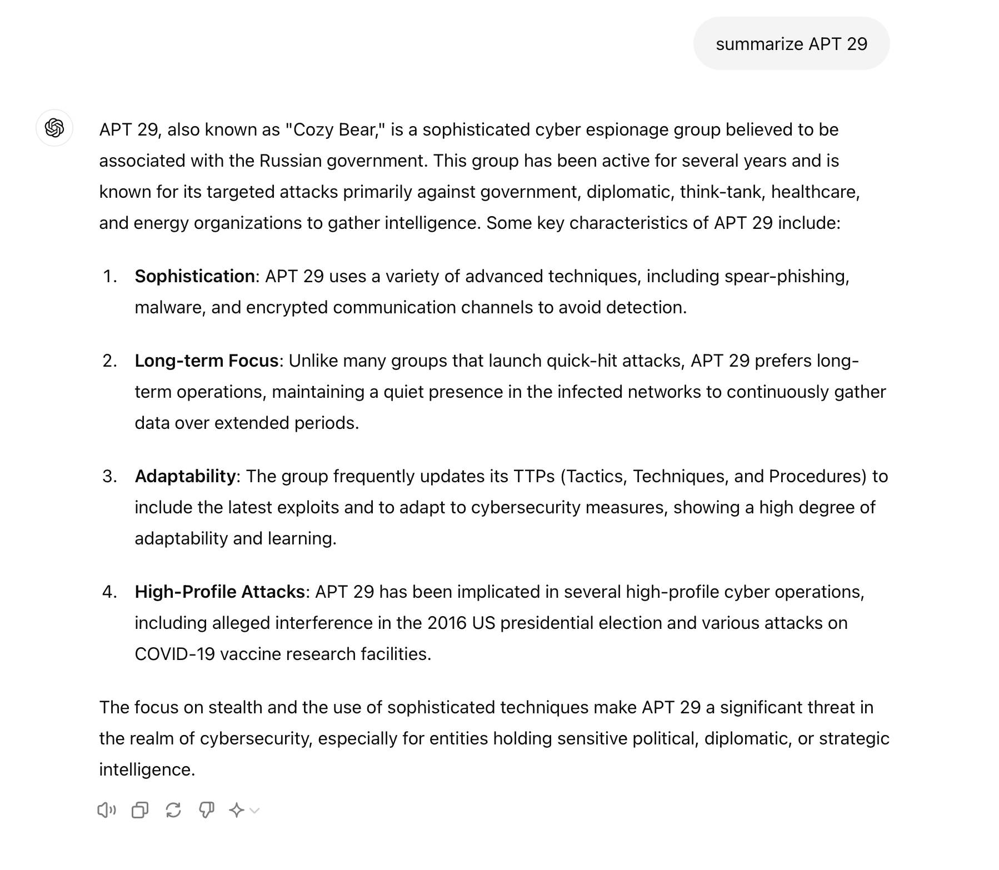 summarize APT 29
APT 29, also known as "Cozy Bear," is a sophisticated cyber espionage group believed to be
associated with the Russian government. This group has been active for several years and is
known for its targeted attacks primarily against government, diplomatic, think-tank, healthcare,
and energy organizations to gather intelligence. Some key characteristics of APT 29 include:
1. Sophistication: APT 29 uses a variety of advanced techniques, including spear-phishing,
malware, and encrypted communication channels to avoid detection.
2. Long-term Focus: Unlike many groups that launch quick-hit attacks, APT 29 prefers long-
term operations, maintaining a quiet presence in the infected networks to continuously gather
data over extended periods.
3. Adaptability: The group frequently updates its TTPs (Tactics, Techniques, and Procedures) to
include the latest exploits and to adapt to cybersecurity measures, showing a high degree of
adaptability and learning.
4. High-Profile Attacks: APT 29 has been implicated in several high-profile cyber operations,
including alleged interference in the 2016 US presidential election and various attacks on
COVID-19 vaccine research facilities.
The focus on stealth and the use of sophisticated techniques make APT 29 a significant threat in
the realm of cybersecurity, especially for entities holding sensitive political, diplomatic, or strategic
intelligence.